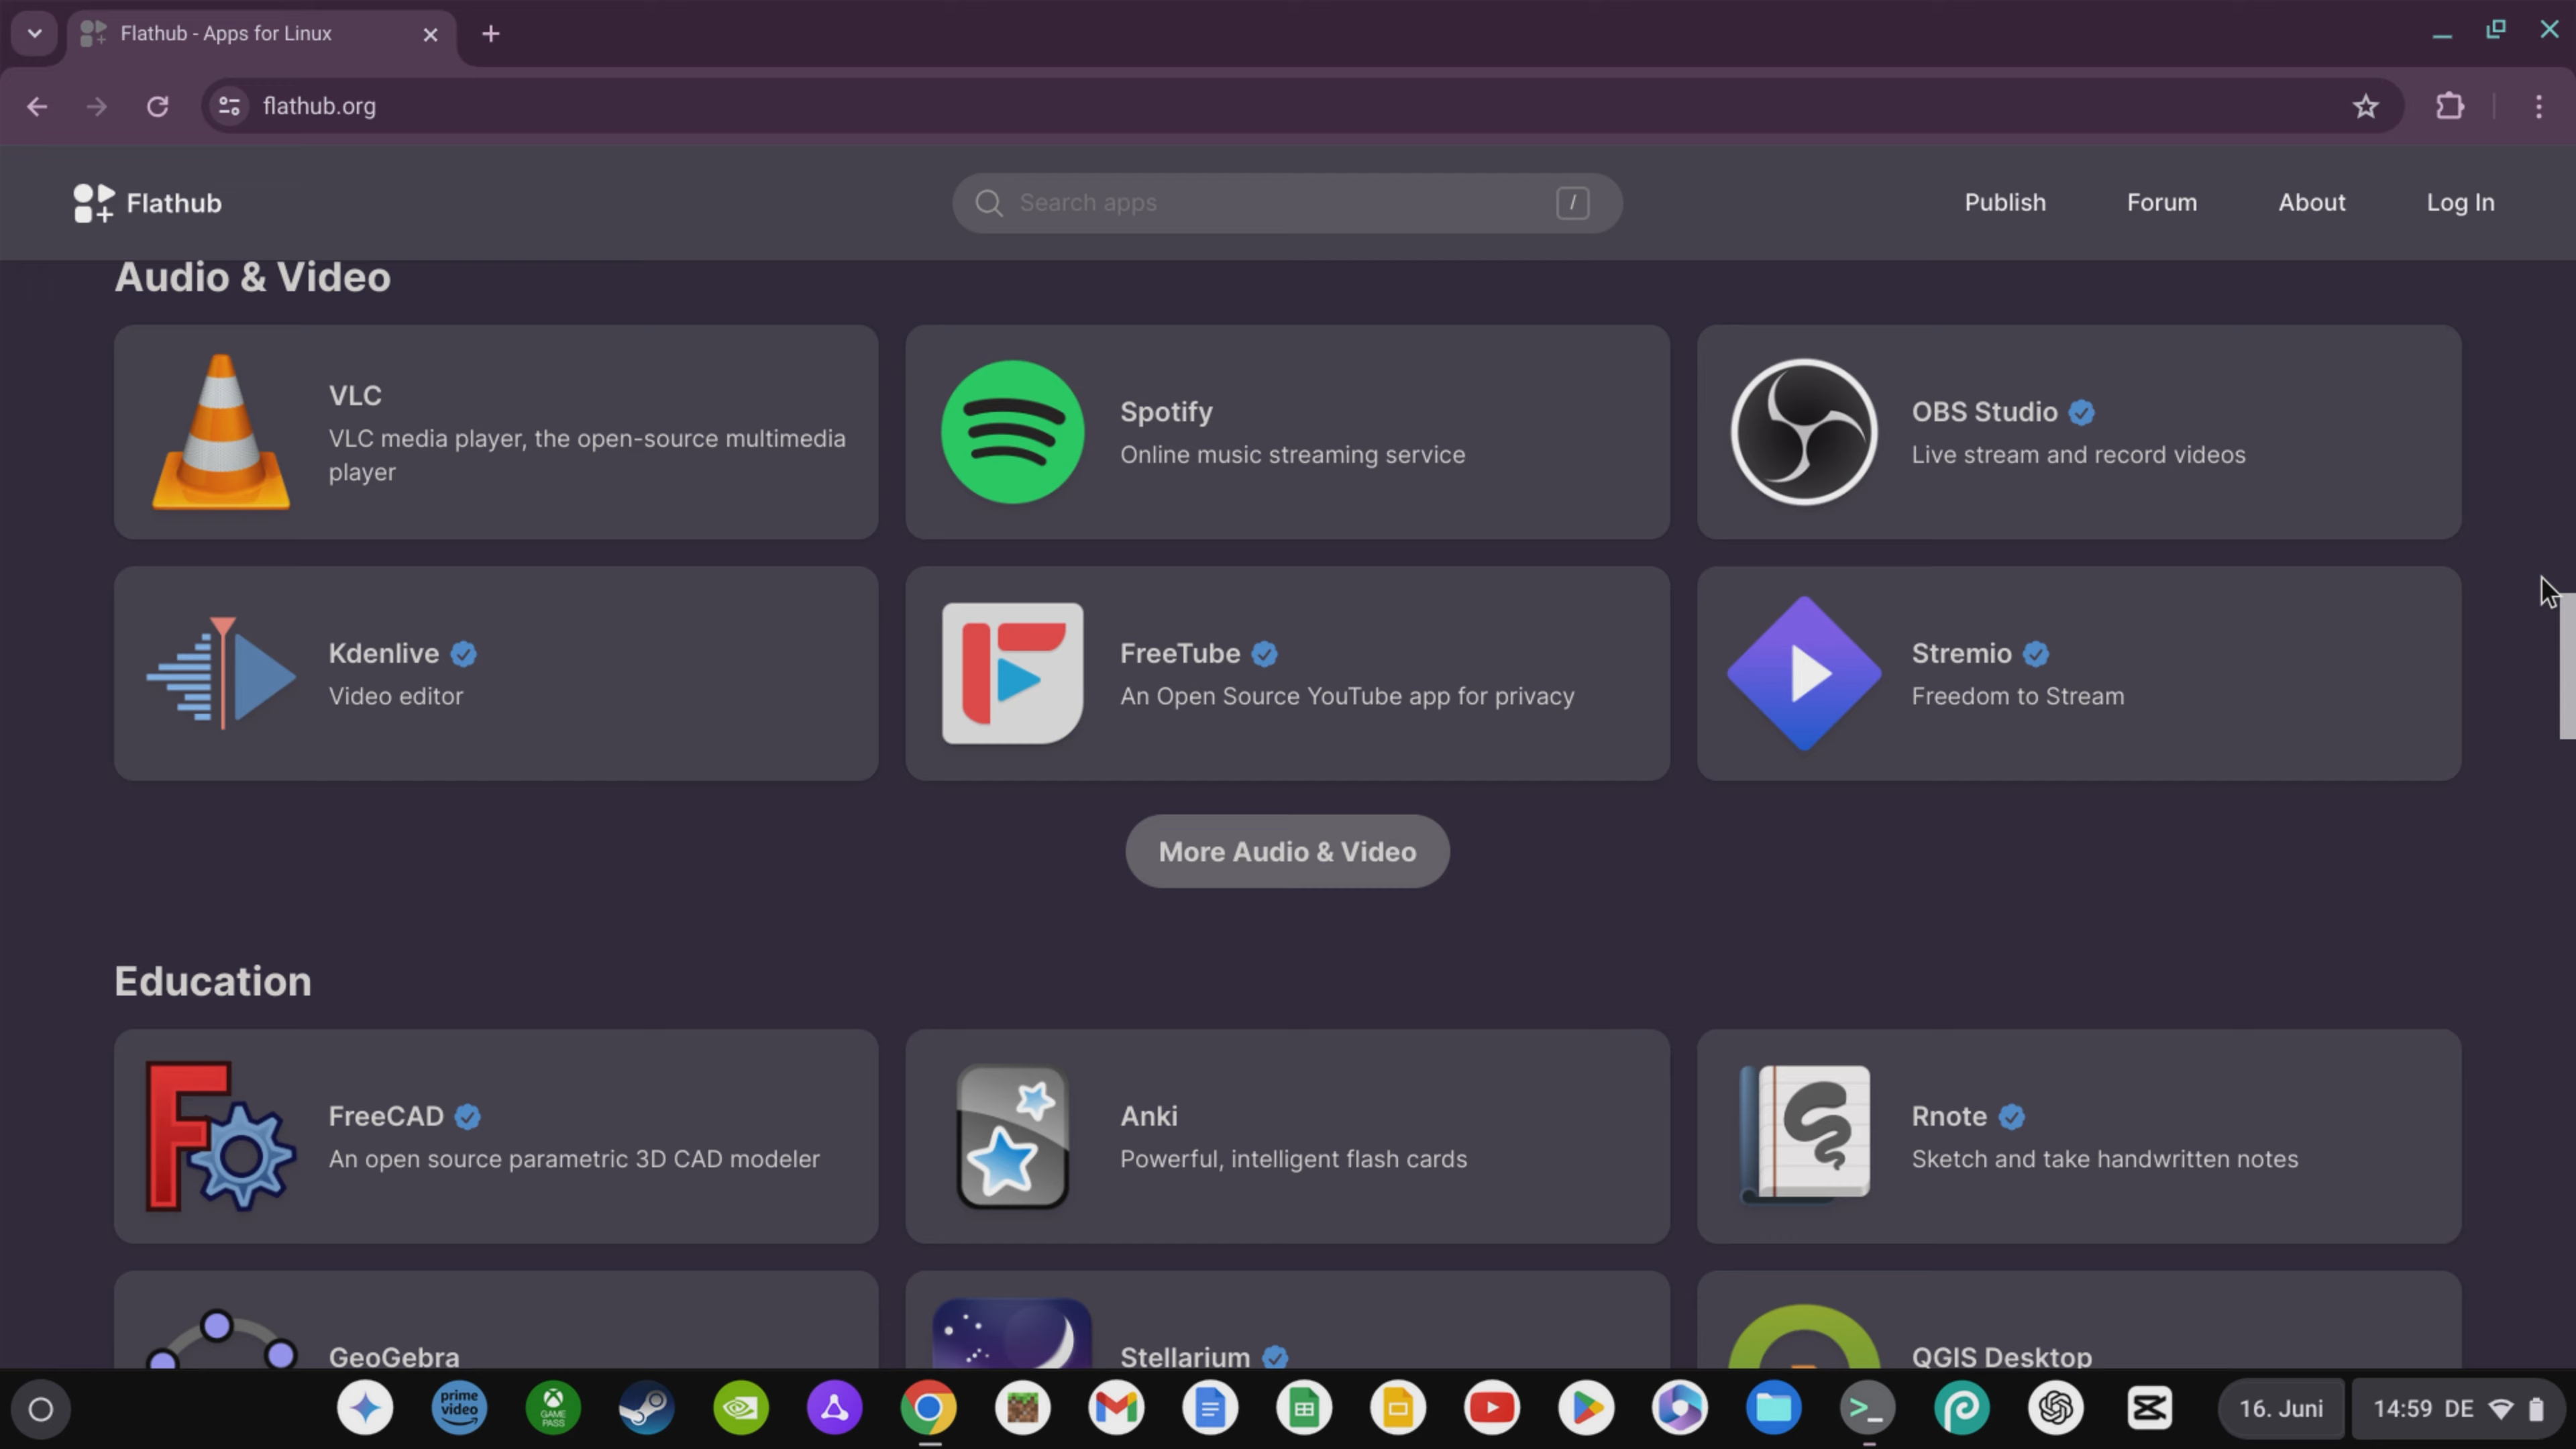 Flathub - Apps for Linux
flathub.org
Flathub
Search apps
/
Publish
Forum
About
Log In
Audio & Video
VLC
VLC media player, the open-source multimedia
player
Spotify
Online music streaming service
OBS Studio
Live stream and record videos
Kdenlive
Video editor
FreeTube
An Open Source YouTube app for privacy
Stremio
Freedom to Stream
More Audio & Video
Education
FreeCAD
An open source parametric 3D CAD modeler
Anki
Powerful, intelligent flash cards
Rnote
Sketch and take handwritten notes
GeoGebra
Stellarium
QGIS Desktop
prime
video
GAME
PASS
16. Juni
14:59 DE